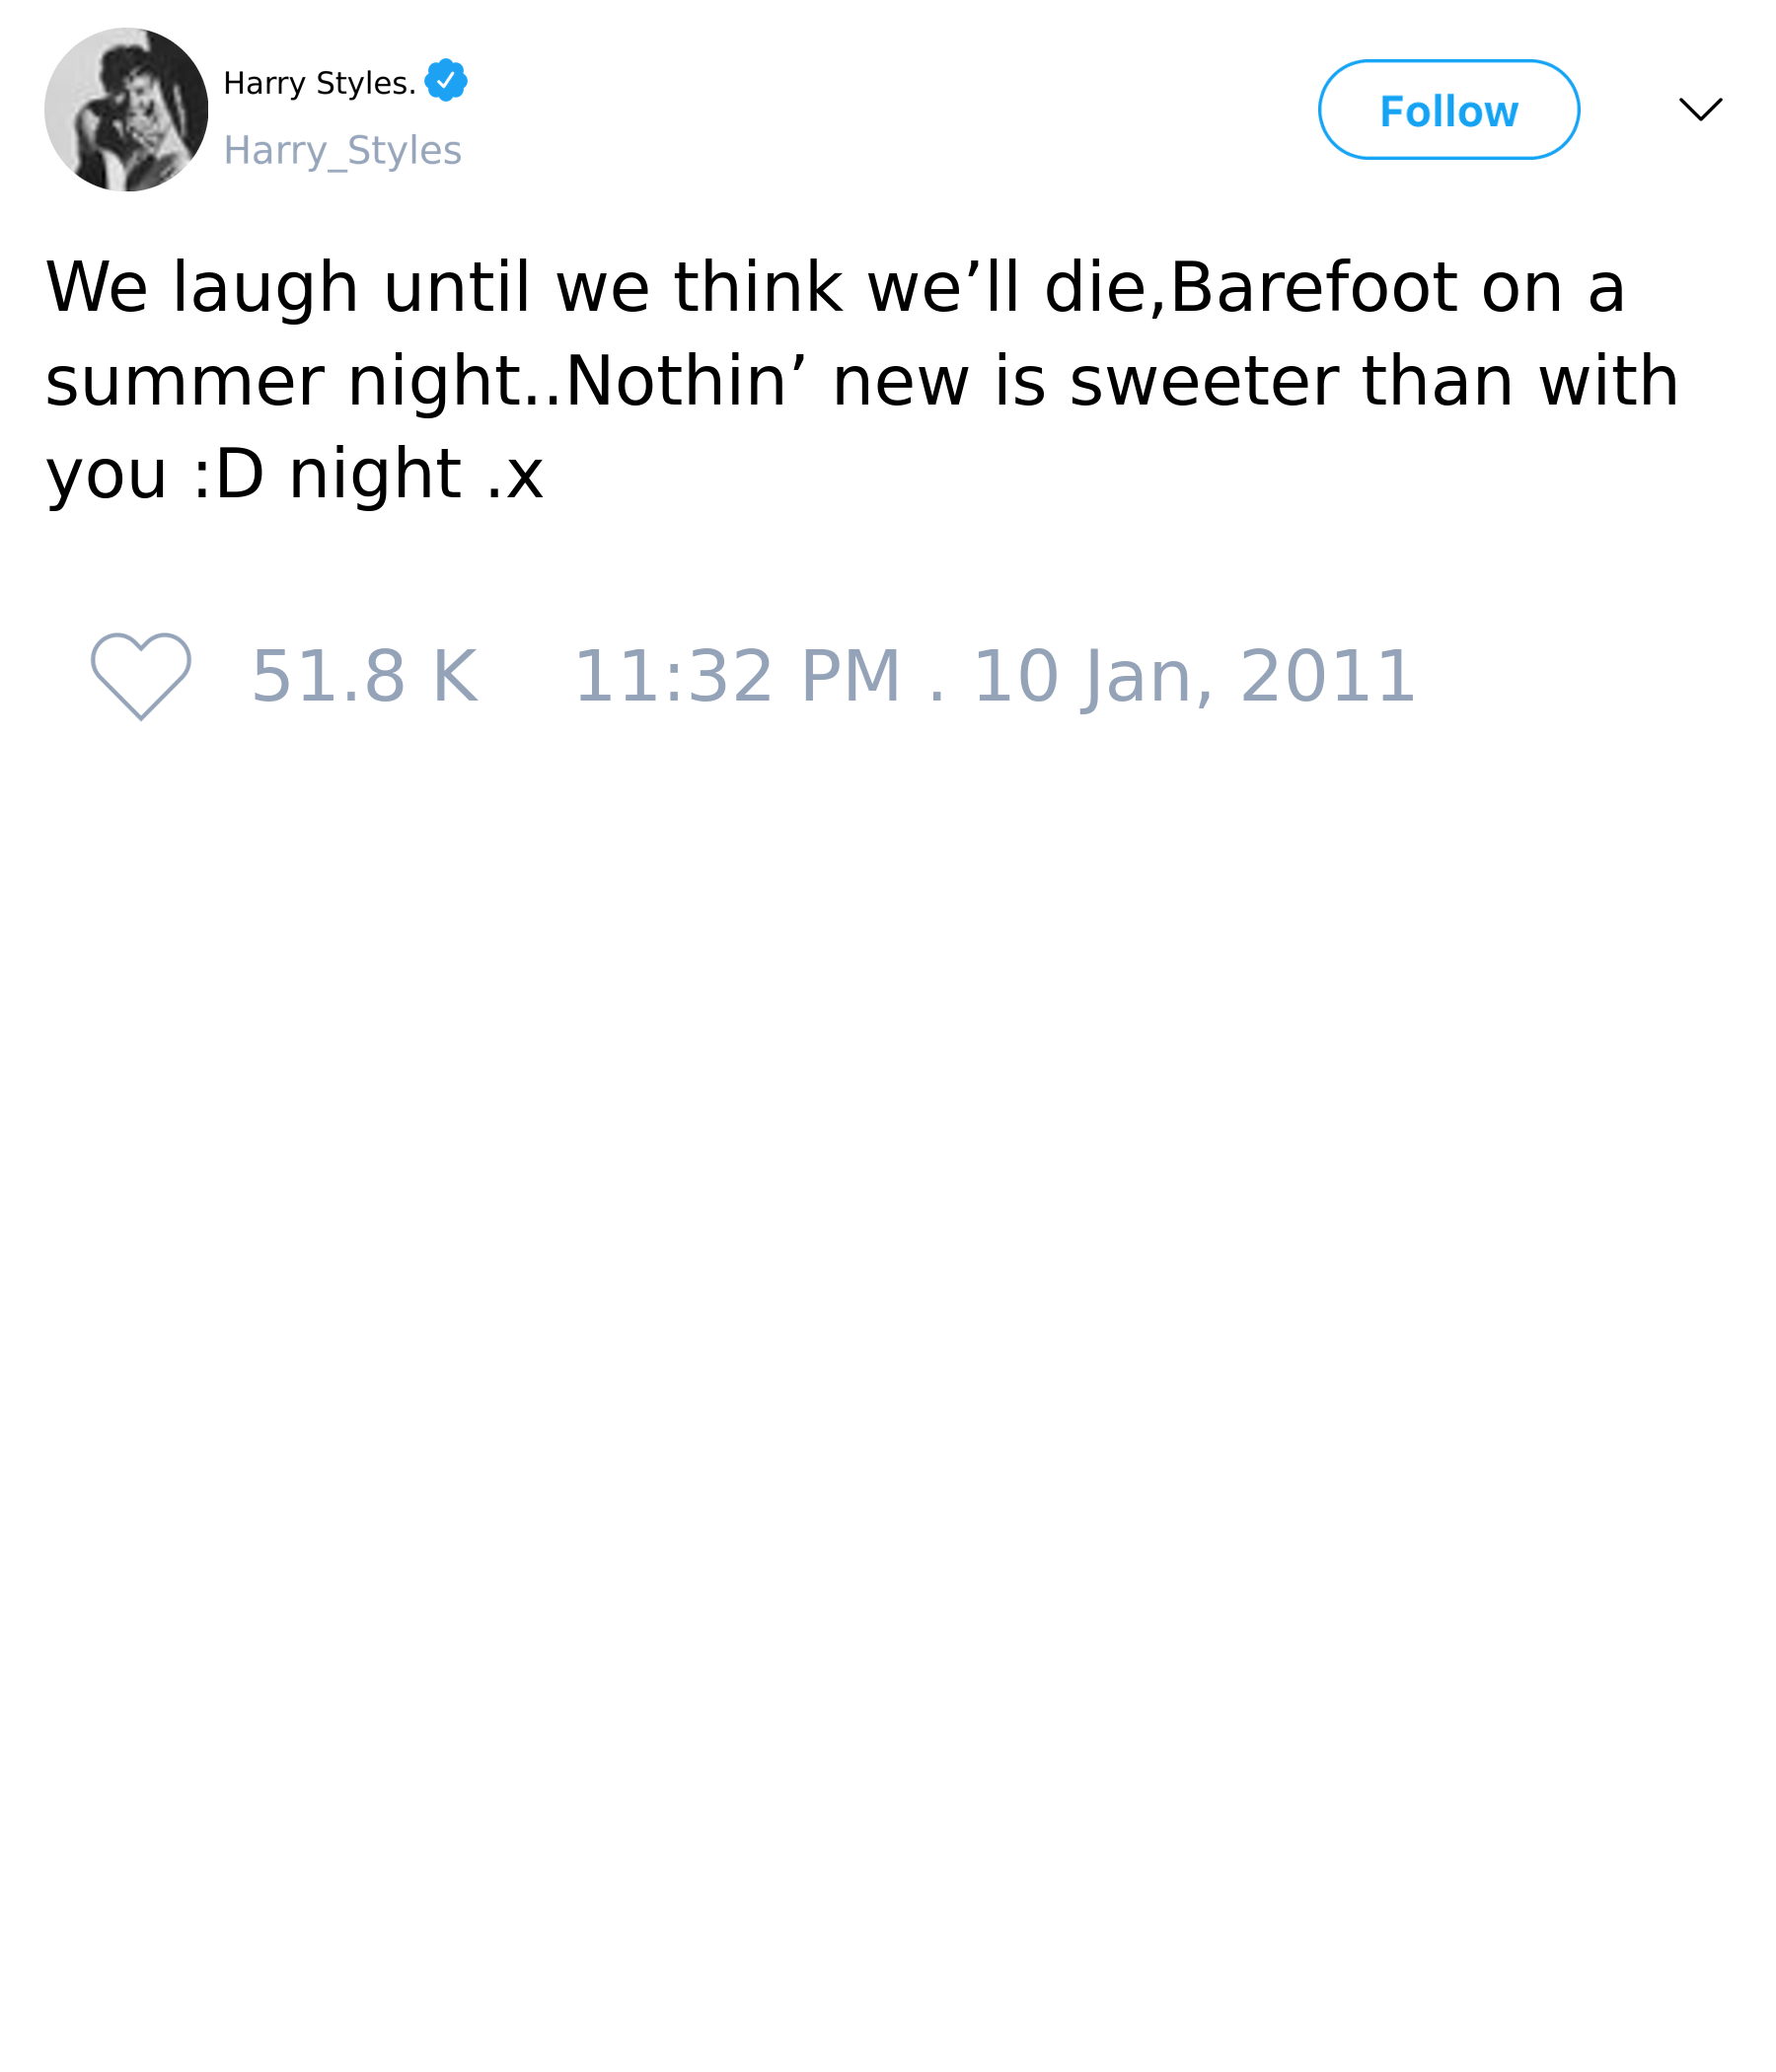 Harry Styles.
Harry_Styles
Follow
We laugh until we think we’ll die,Barefoot on a
summer night..Nothin’ new is sweeter than with
you :D night .x
51.8 K 11:32 PM . 10 Jan, 2011